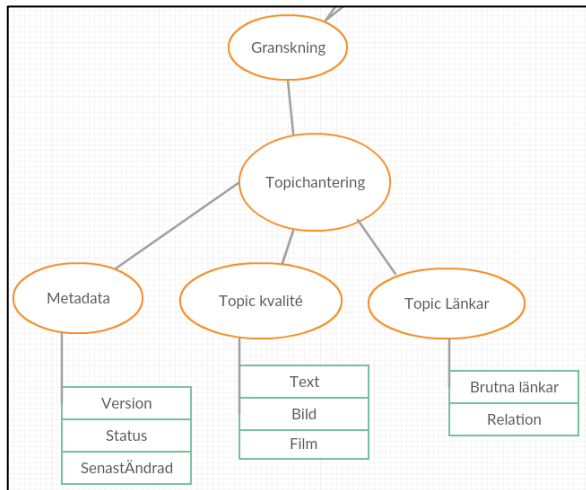 Granskning
Topichantering
Metadata
Topic kvalité
Topic Länkar
Version
Status
SenastÄndrad
Text
Bild
Film
Brutna länkar
Relation